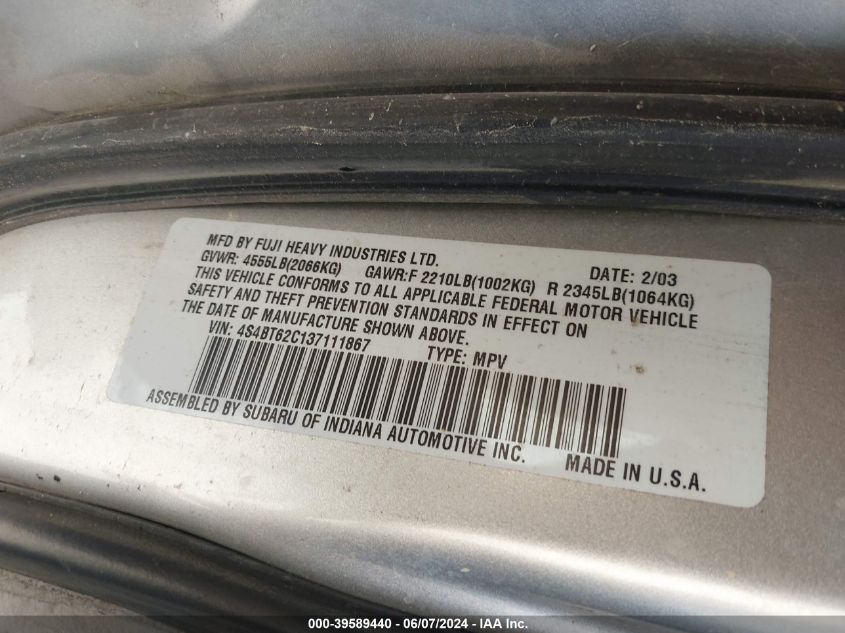 MFD BY FUJI HEAVY INDUSTRIES LTD. DATE: 2/03
GVWR: 4555LB(2066KG) GAWR:F 2210LB(1002KG) R 2345LB(1064KG)
THIS VEHICLE CONFORMS TO ALL APPLICABLE FEDERAL MOTOR VEHICLE
SAFETY AND THEFT PREVENTION STANDARDS IN EFFECT ON
THE DATE OF MANUFACTURE SHOWN ABOVE.
VIN: 4S4BT62C137111867 TYPE: MPV
ASSEMBLED BY SUBARU OF INDIANA AUTOMOTIVE INC. MADE IN U.S.A.
000-39589440 - 06/07/2024 - IAA Inc.